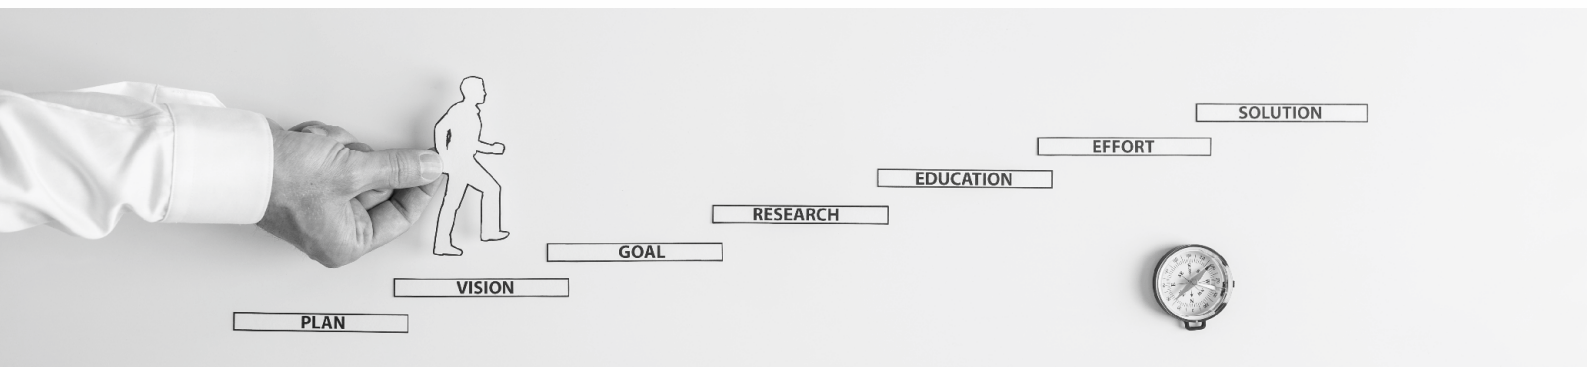 PLAN
VISION
GOAL
RESEARCH
EDUCATION
EFFORT
SOLUTION